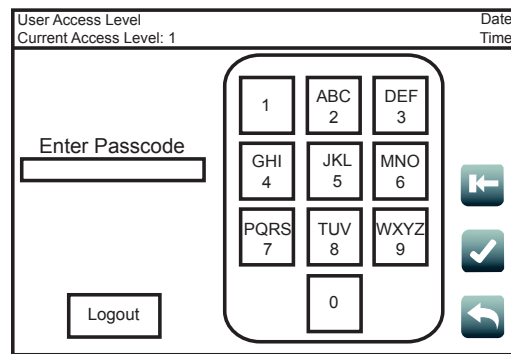 User Access Level
Date
Current Access Level: 1
Time
Enter Passcode
1
ABC
2
DEF
3
GHI
4
JKL
5
MNO
6
PQRS
7
TUV
8
WXYZ
9
0
Logout